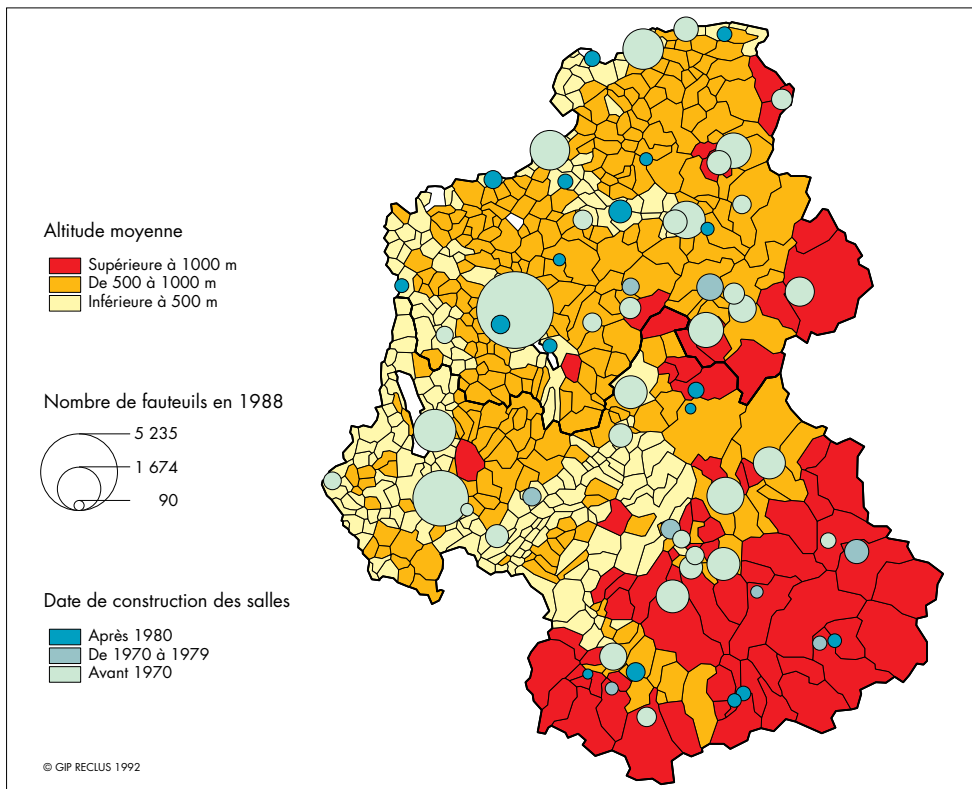 Altitude moyenne
Supérieure à 1000 m
De 500 à 1000 m
Inférieure à 500 m
Nombre de fauteuils en 1988
5 235
1 674
90
Date de construction des salles
Après 1980
De 1970 à 1979
Avant 1970
© GIP RECLUS 1992